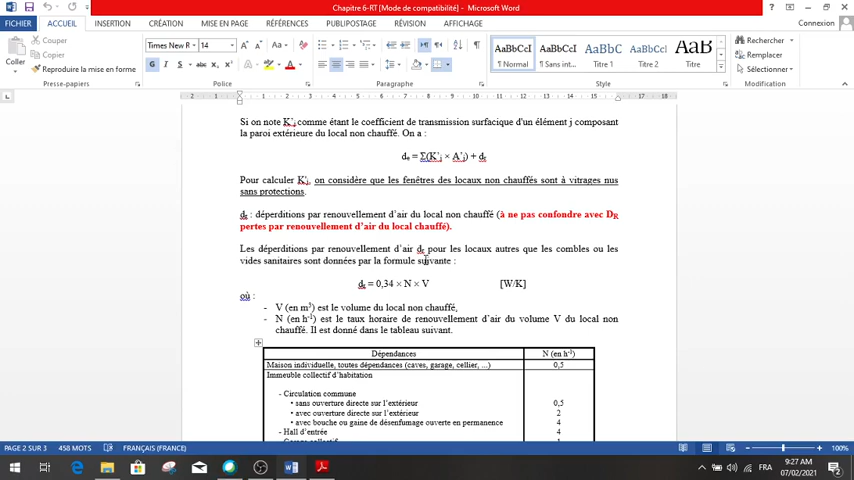 Chapitre 6-RT [Mode de compatibilité] - Microsoft Word
FICHIER ACCUEIL INSERTION CRÉATION MISE EN PAGE RÉFÉRENCES PUBLIPOSTAGE RÉVISION AFFICHAGE Connexion
Coller
Couper
Copier
Reproduire la mise en forme
Presse-papiers
Times New R 14
Police
Paragraphe
AaBbCcI AaBbCcI AaBbC AaBbCcI AaB
¶ Normal ¶ Sans int... Titre 1 Titre 2 Titre
Style
Rechercher
Remplacer
Sélectionner
Modification
Si on note K'j comme étant le coefficient de transmission surfacique d'un élément j composant
la paroi extérieure du local non chauffé. On a :
de = Σ(K'j × A'j) + dr
Pour calculer K'j, on considère que les fenêtres des locaux non chauffés sont à vitrages nus
sans protections.
dr : déperditions par renouvellement d'air du local non chauffé (à ne pas confondre avec DR
pertes par renouvellement d'air du local chauffé).
Les déperditions par renouvellement d'air dr pour les locaux autres que les combles ou les
vides sanitaires sont données par la formule suivante :
dr = 0,34 × N × V [W/K]
où :
- V (en m³) est le volume du local non chauffé,
- N (en h⁻¹) est le taux horaire de renouvellement d'air du volume V du local non
chauffé. Il est donné dans le tableau suivant.
Dépendances N (en h⁻¹)
Maison individuelle, toutes dépendances (caves, garage, cellier, ...) 0,5
Immeuble collectif d'habitation
- Circulation commune
• sans ouverture directe sur l'extérieur 0,5
• avec ouverture directe sur l'extérieur 2
• avec bouche ou gaine de désenfumage ouverte en permanence 4
- Hall d'entrée 4
PAGE 2 SUR 3 458 MOTS FRANÇAIS (FRANCE) 100%
FRA
9:27 AM
07/02/2021